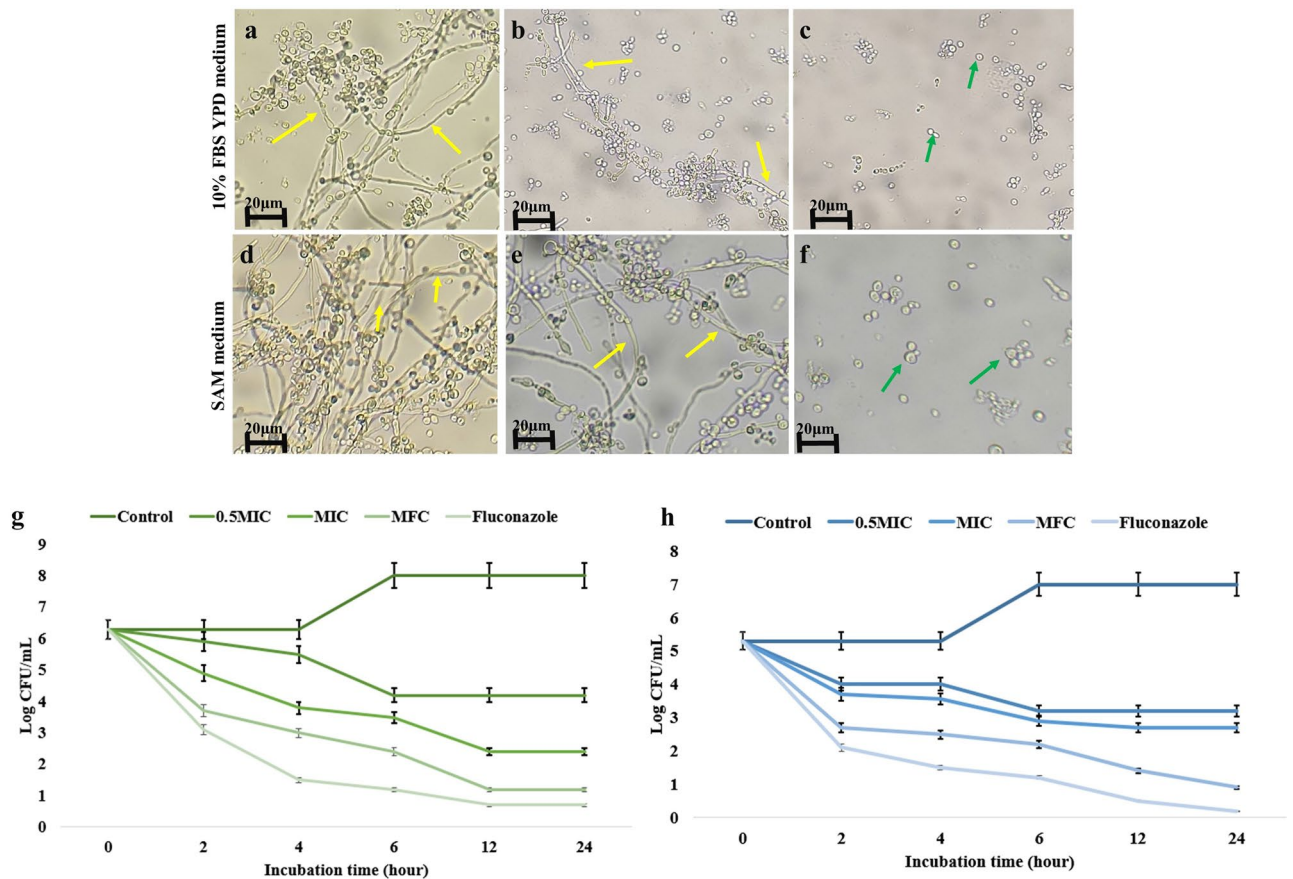 a
b
c
10% FBS YPD medium
20μm
20μm
20μm
d
e
f
SAM medium
20μm
20μm
20μm
g
Control 0.5MIC MIC MFC Fluconazole
9
8
7
6
5
4
3
2
1
0
Log CFU/mL
0 2 4 6 12 24
Incubation time (hour)
h
Control 0.5MIC MIC MFC Fluconazole
8
7
6
5
4
3
2
1
0
Log CFU/mL
0 2 4 6 12 24
Incubation time (hour)